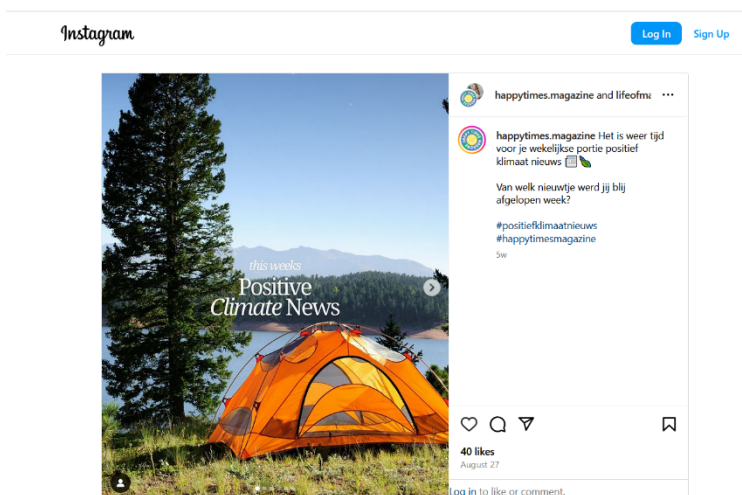 Instagram
Log In
Sign Up
this weeks
Positive
Climate News
happytimes.magazine and lifeofma
happytimes.magazine Het is weer tijd
voor je wekelijkse portie positief
klimaat nieuws
Van welk nieuwtje werd jij blij
afgelopen week?
#positiefklimaatnieuws
#happytimesmagazine
5w
40 likes
August 27
Log in to like or comment.